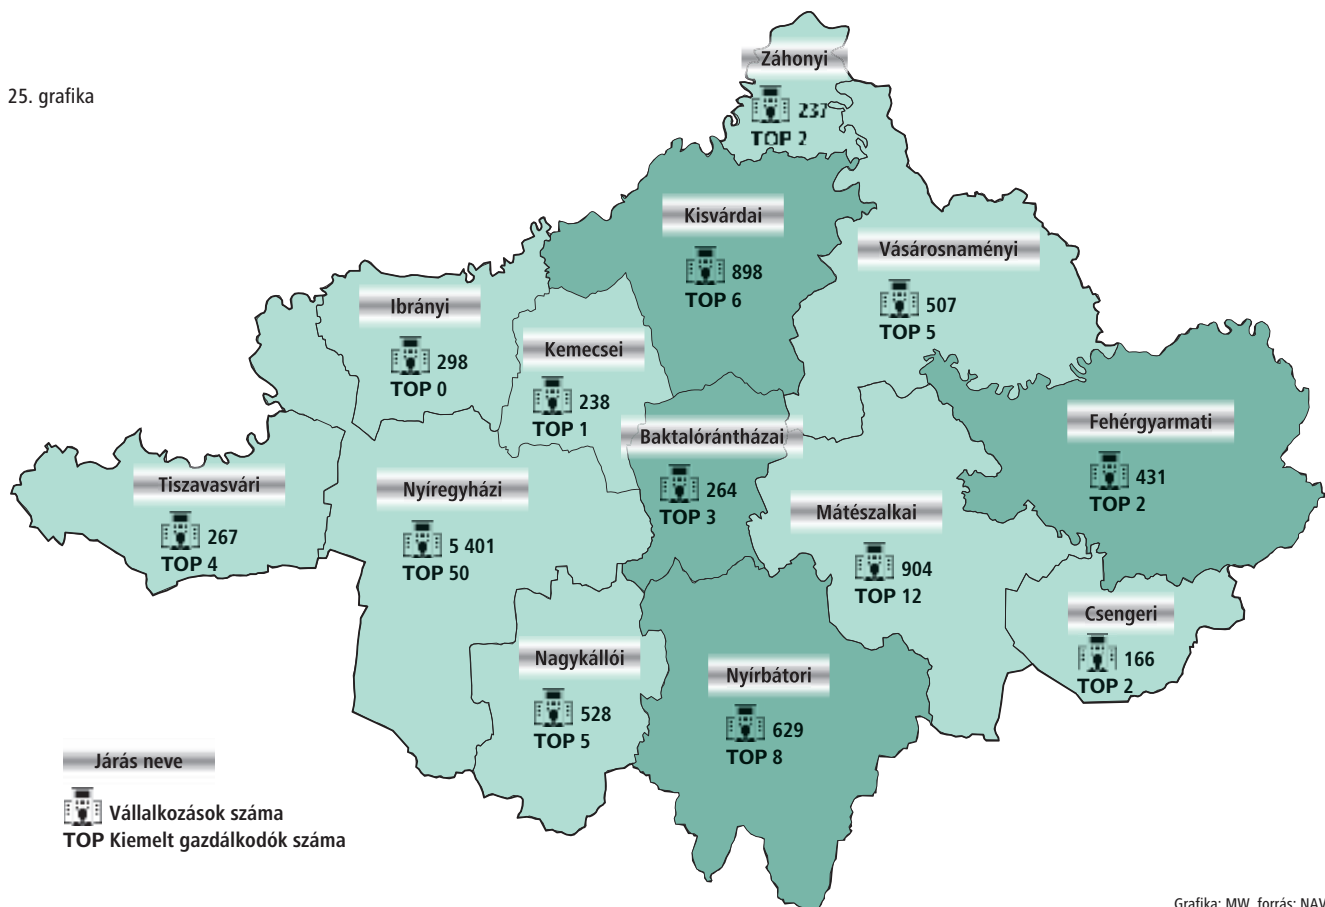 25. grafika
Záhonyi
237
TOP 2
Kisvárdai
898
TOP 6
Vásárosnaményi
507
TOP 5
Ibrányi
298
TOP 0
Kemecsei
238
TOP 1
Baktalórántházai
264
TOP 3
Fehérgyarmati
431
TOP 2
Tiszavasvári
267
TOP 4
Nyíregyházi
5 401
TOP 50
Mátészalkai
904
TOP 12
Csengeri
166
TOP 2
Nagykállói
528
TOP 5
Nyírbátori
629
TOP 8
Járás neve
Vállalkozások száma
TOP Kiemelt gazdálkodók száma
Grafika: MW, forrás: NAV